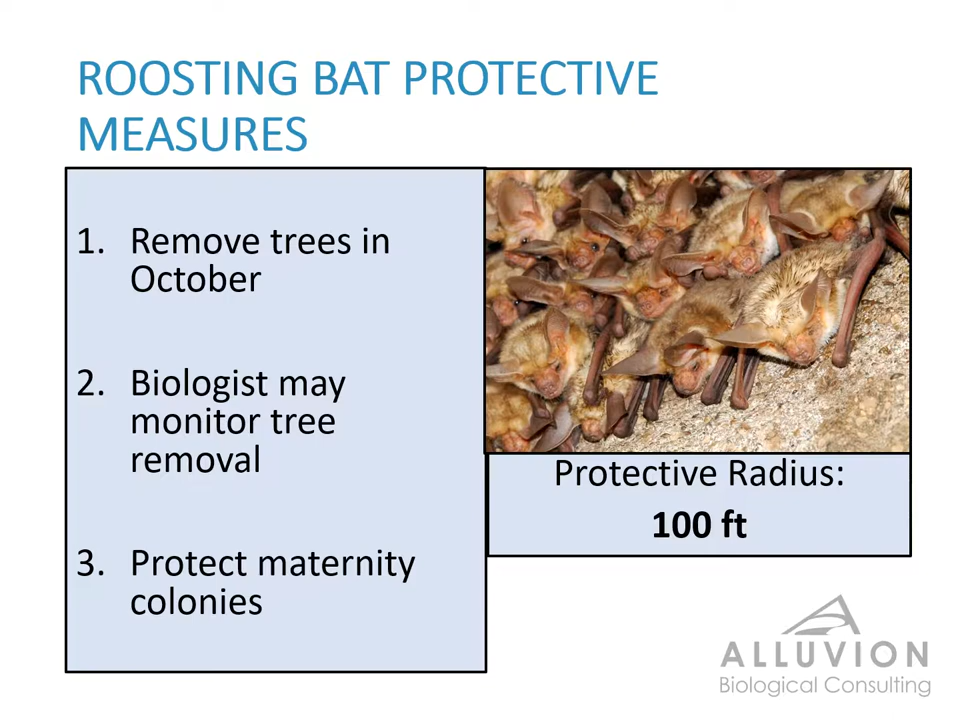 ROOSTING BAT PROTECTIVE
MEASURES
1. Remove trees in
October
2. Biologist may
monitor tree
removal
3. Protect maternity
colonies
Protective Radius:
100 ft
ALLUVION
Biological Consulting